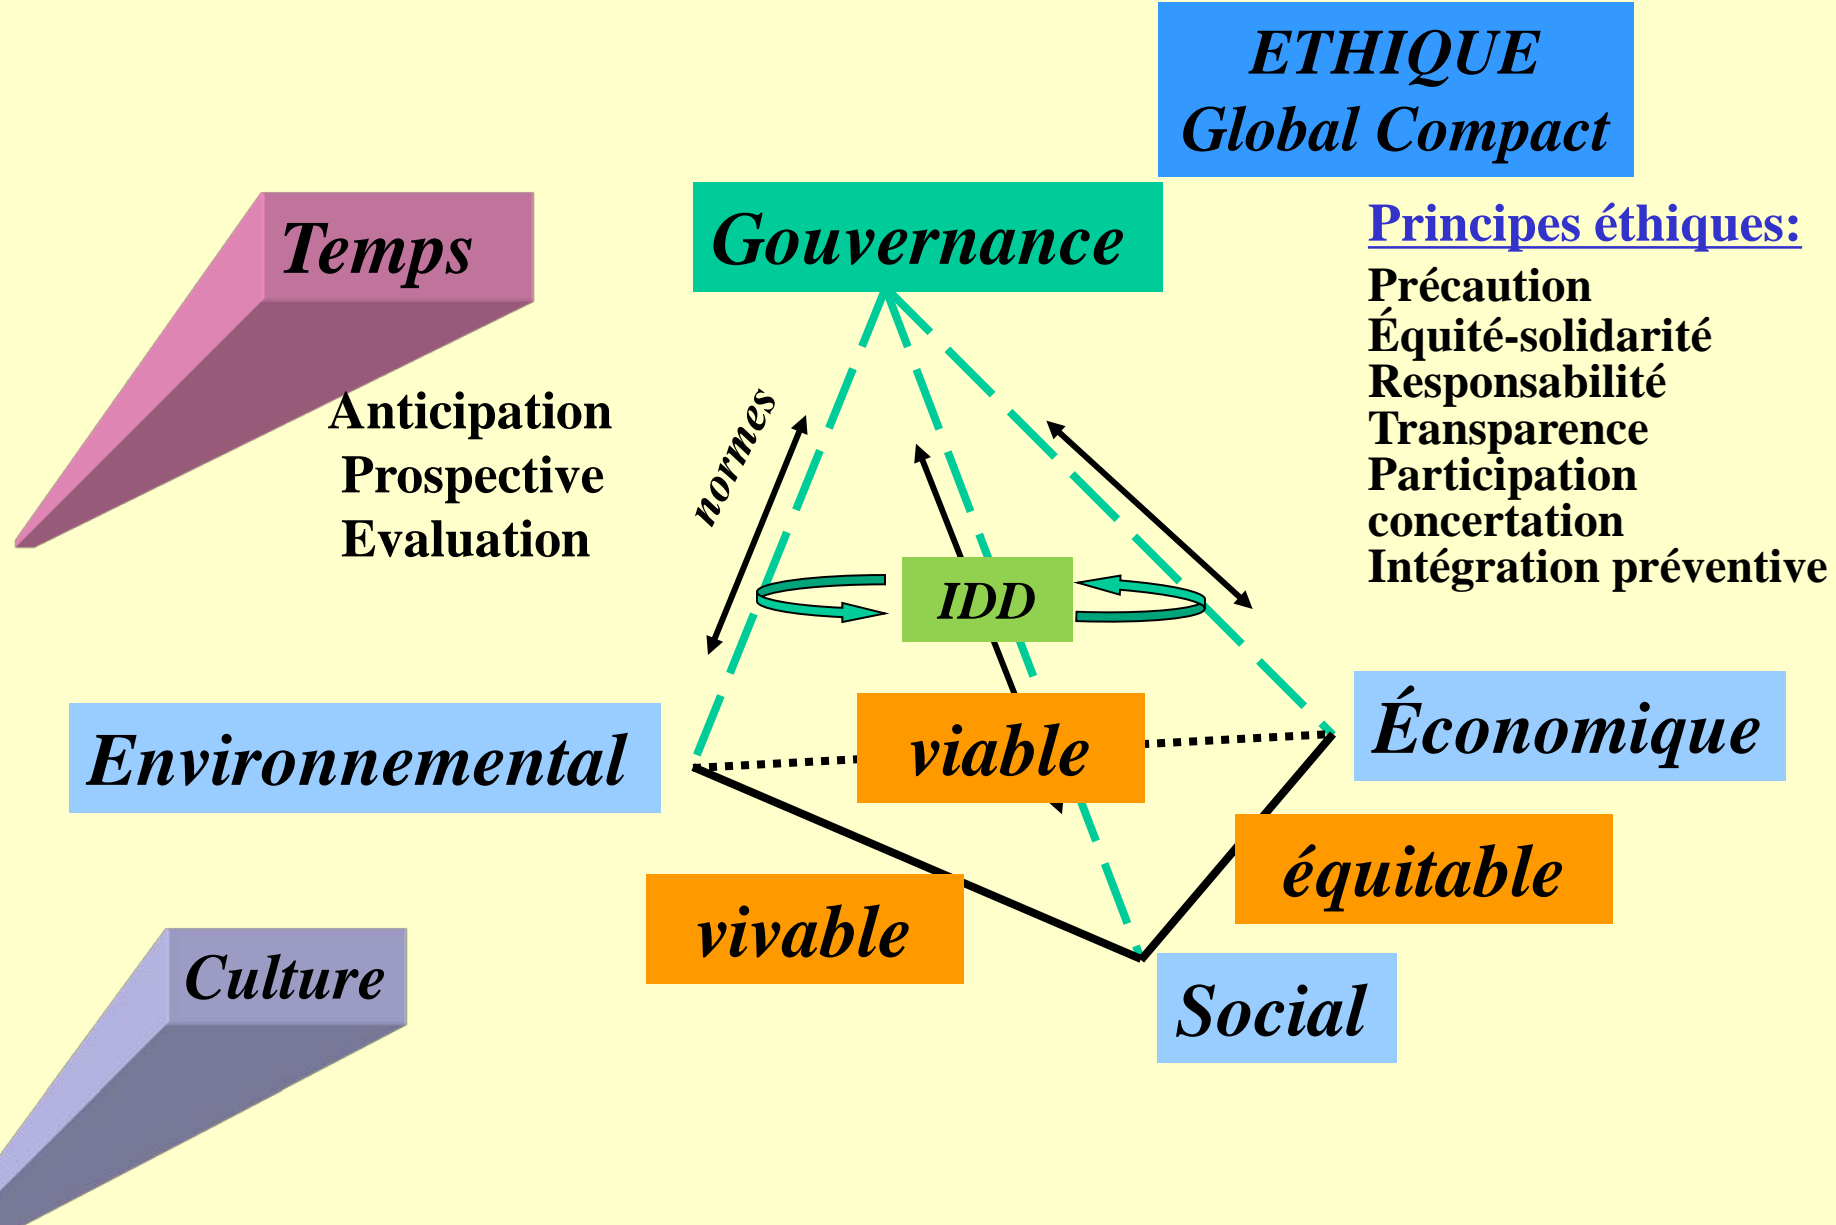 ETHIQUE
Global Compact
Temps
Gouvernance
Principes éthiques:
Précaution
Équité-solidarité
Responsabilité
Transparence
Participation
concertation
Intégration préventive
Anticipation
Prospective
Evaluation
normes
IDD
Environnemental
viable
Économique
équitable
vivable
Culture
Social